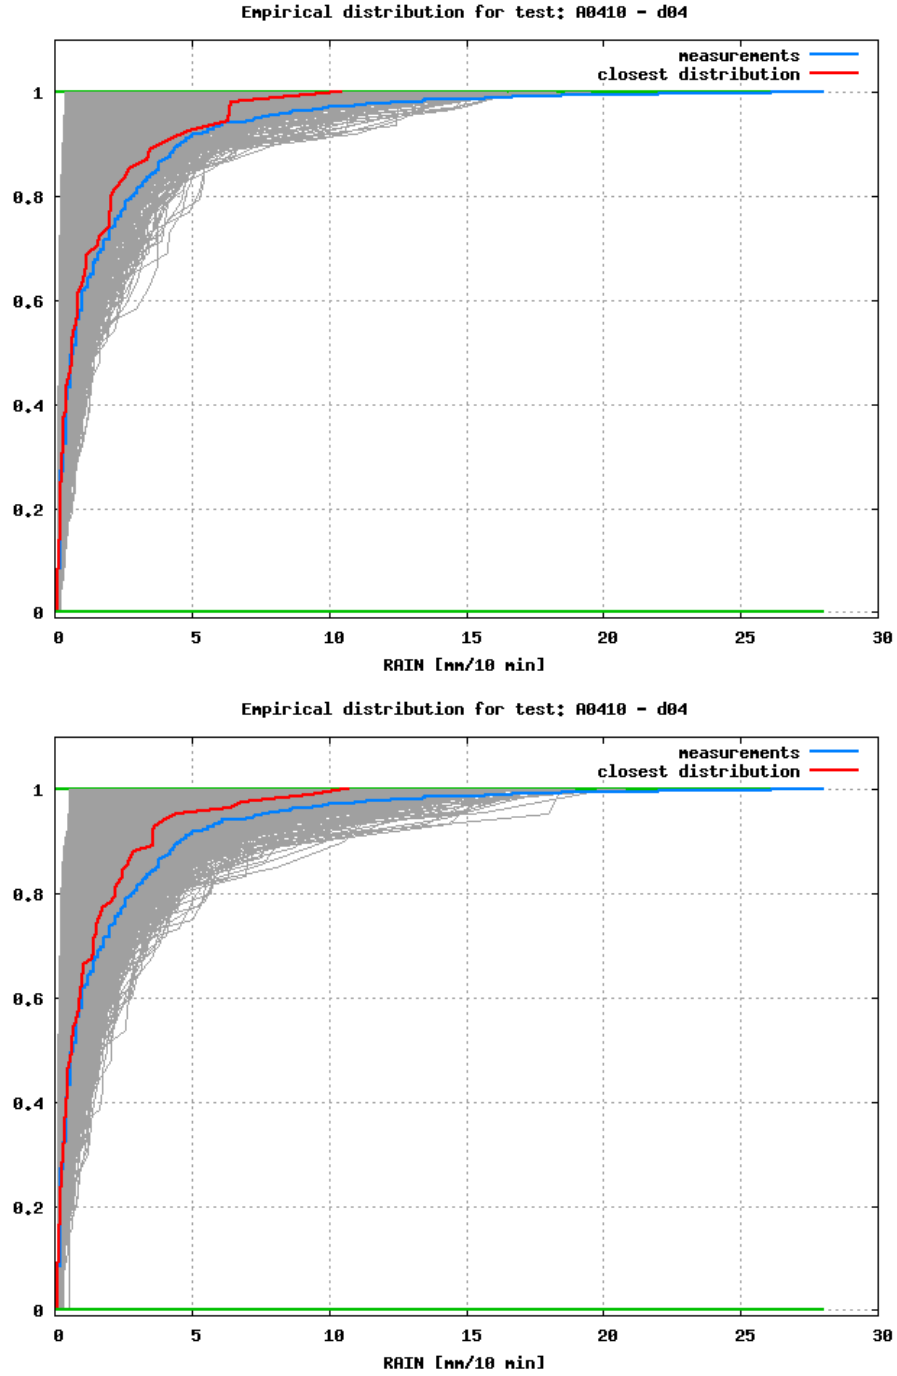 Empirical distribution for test: A0410 - d04
measurements
closest distribution
1
0.8
0.6
0.4
0.2
0
0 5 10 15 20 25 30
RAIN [mm/10 min]
Empirical distribution for test: A0410 - d04
measurements
closest distribution
1
0.8
0.6
0.4
0.2
0
0 5 10 15 20 25 30
RAIN [mm/10 min]